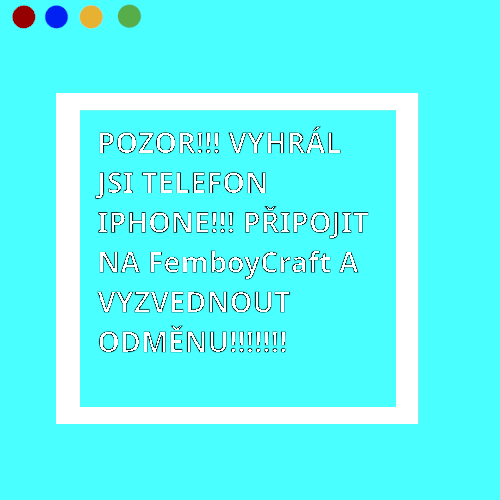 POZOR!!! VYHRÁL
JSI TELEFON
IPHONE!!! PŘIPOJIT
NA FemboyCraft A
VYZVEDNOUT
ODMĚNU!!!!!!!